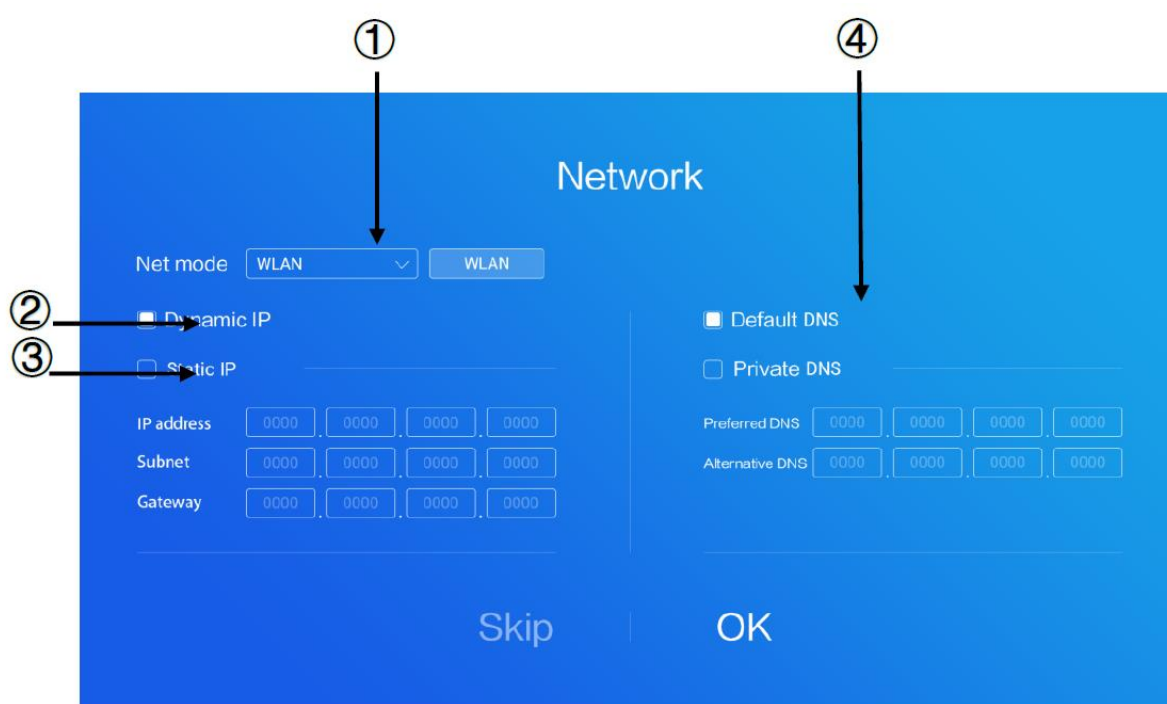 ① ④
Network
Net mode WLAN WLAN
② Dynamic IP
③ Static IP
IP address 0000 . 0000 . 0000 . 0000
Subnet 0000 . 0000 . 0000 . 0000
Gateway 0000 . 0000 . 0000 . 0000
Default DNS
Private DNS
Preferred DNS 0000 . 0000 . 0000 . 0000
Alternative DNS 0000 . 0000 . 0000 . 0000
Skip OK